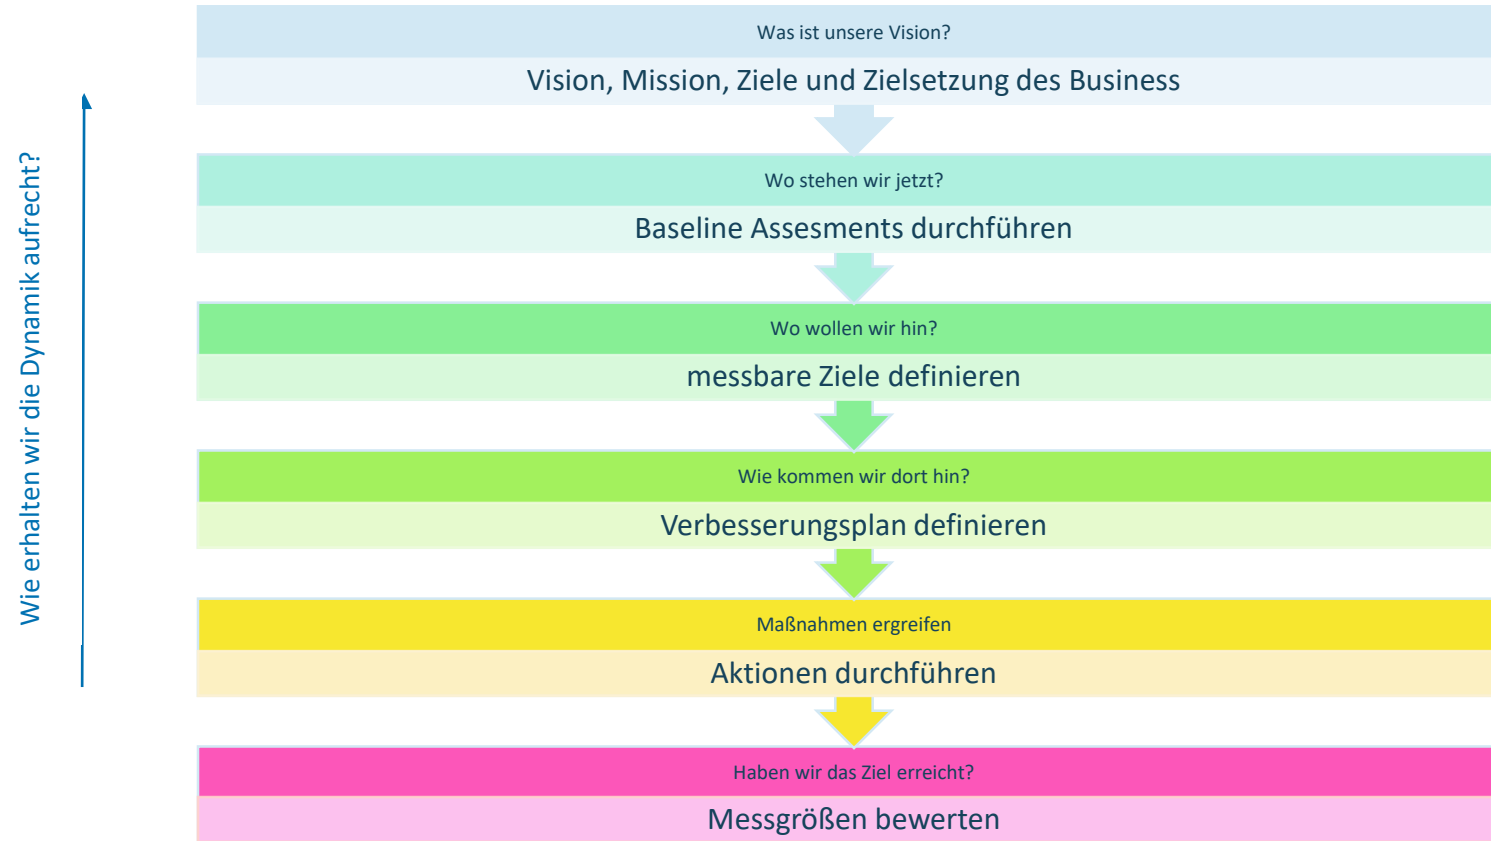 Was ist unsere Vision?
Vision, Mission, Ziele und Zielsetzung des Business
Wo stehen wir jetzt?
Baseline Assesments durchführen
Wo wollen wir hin?
messbare Ziele definieren
Wie kommen wir dort hin?
Verbesserungsplan definieren
Maßnahmen ergreifen
Aktionen durchführen
Haben wir das Ziel erreicht?
Messgrößen bewerten
Wie erhalten wir die Dynamik aufrecht?